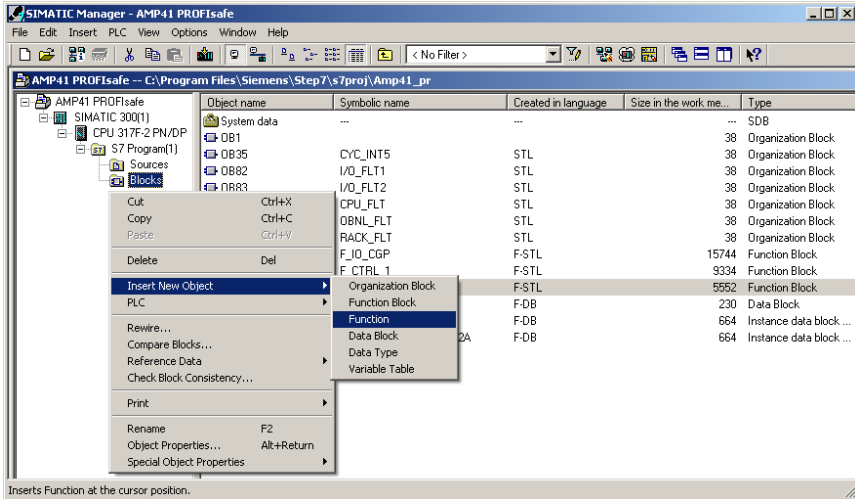 SIMATIC Manager - AMP41 PROFIsafe
File Edit Insert PLC View Options Window Help
< No Filter >
AMP41 PROFIsafe -- C:\Program Files\Siemens\Step7\s7proj\Amp41_pr
AMP41 PROFIsafe
SIMATIC 300(1)
CPU 317F-2 PN/DP
S7 Program(1)
Sources
Blocks
Object name Symbolic name Created in language Size in the work me... Type
System data --- --- --- SDB
OB1 38 Organization Block
OB35 CYC_INT5 STL 38 Organization Block
OB82 I/O_FLT1 STL 38 Organization Block
OB83 I/O_FLT2 STL 38 Organization Block
CPU_FLT STL 38 Organization Block
OBNL_FLT STL 38 Organization Block
RACK_FLT STL 38 Organization Block
F_IO_CGP F-STL 15744 Function Block
F_CTRL_1 F-STL 9334 Function Block
F-STL 5552 Function Block
F-DB 230 Data Block
F-DB 664 Instance data block ...
2A F-DB 664 Instance data block ...
Cut Ctrl+X
Copy Ctrl+C
Paste Ctrl+V
Delete Del
Insert New Object
PLC
Rewire...
Compare Blocks...
Reference Data
Check Block Consistency...
Print
Rename F2
Object Properties... Alt+Return
Special Object Properties
Organization Block
Function Block
Function
Data Block
Data Type
Variable Table
Inserts Function at the cursor position.